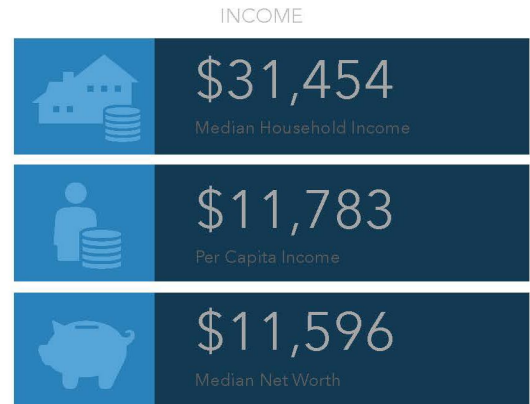 INCOME
$31,454
Median Household Income
$11,783
Per Capita Income
$11,596
Median Net Worth